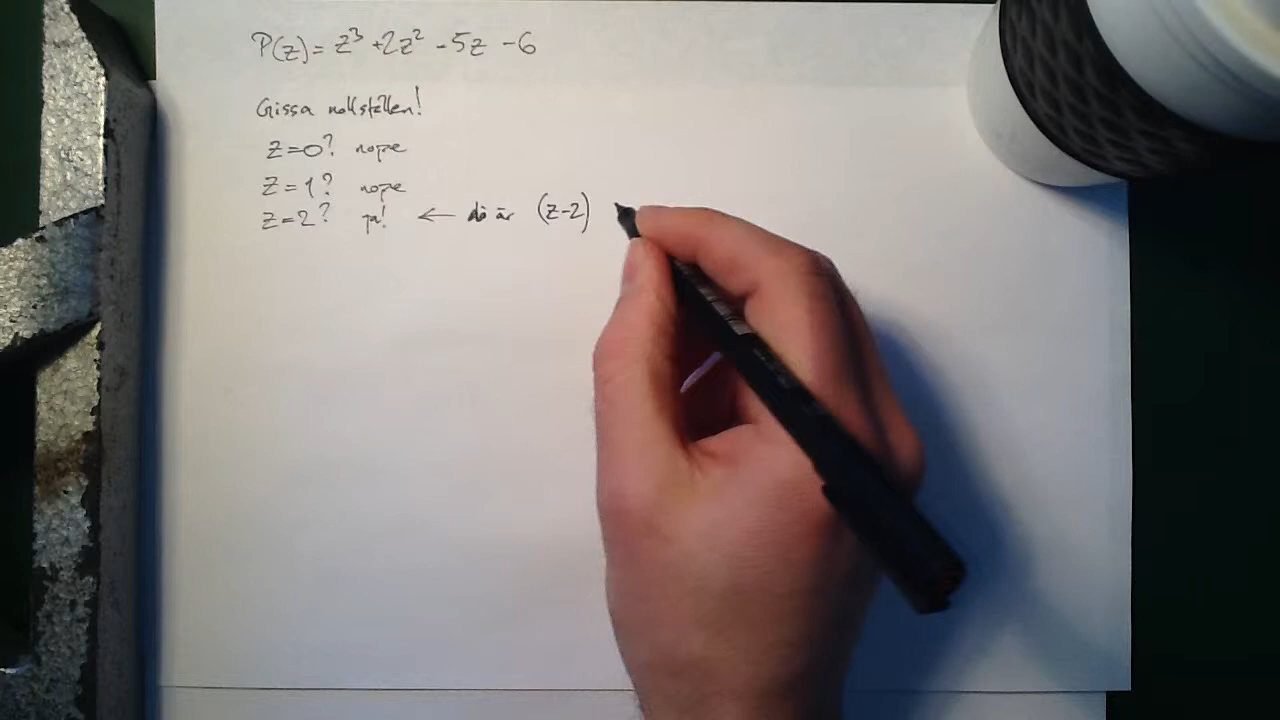 P(z) = z³ + 2z² - 5z - 6
Gissa nollställen!
z=0? nope
z=1? nope
z=2? ja! ← då är (z-2)